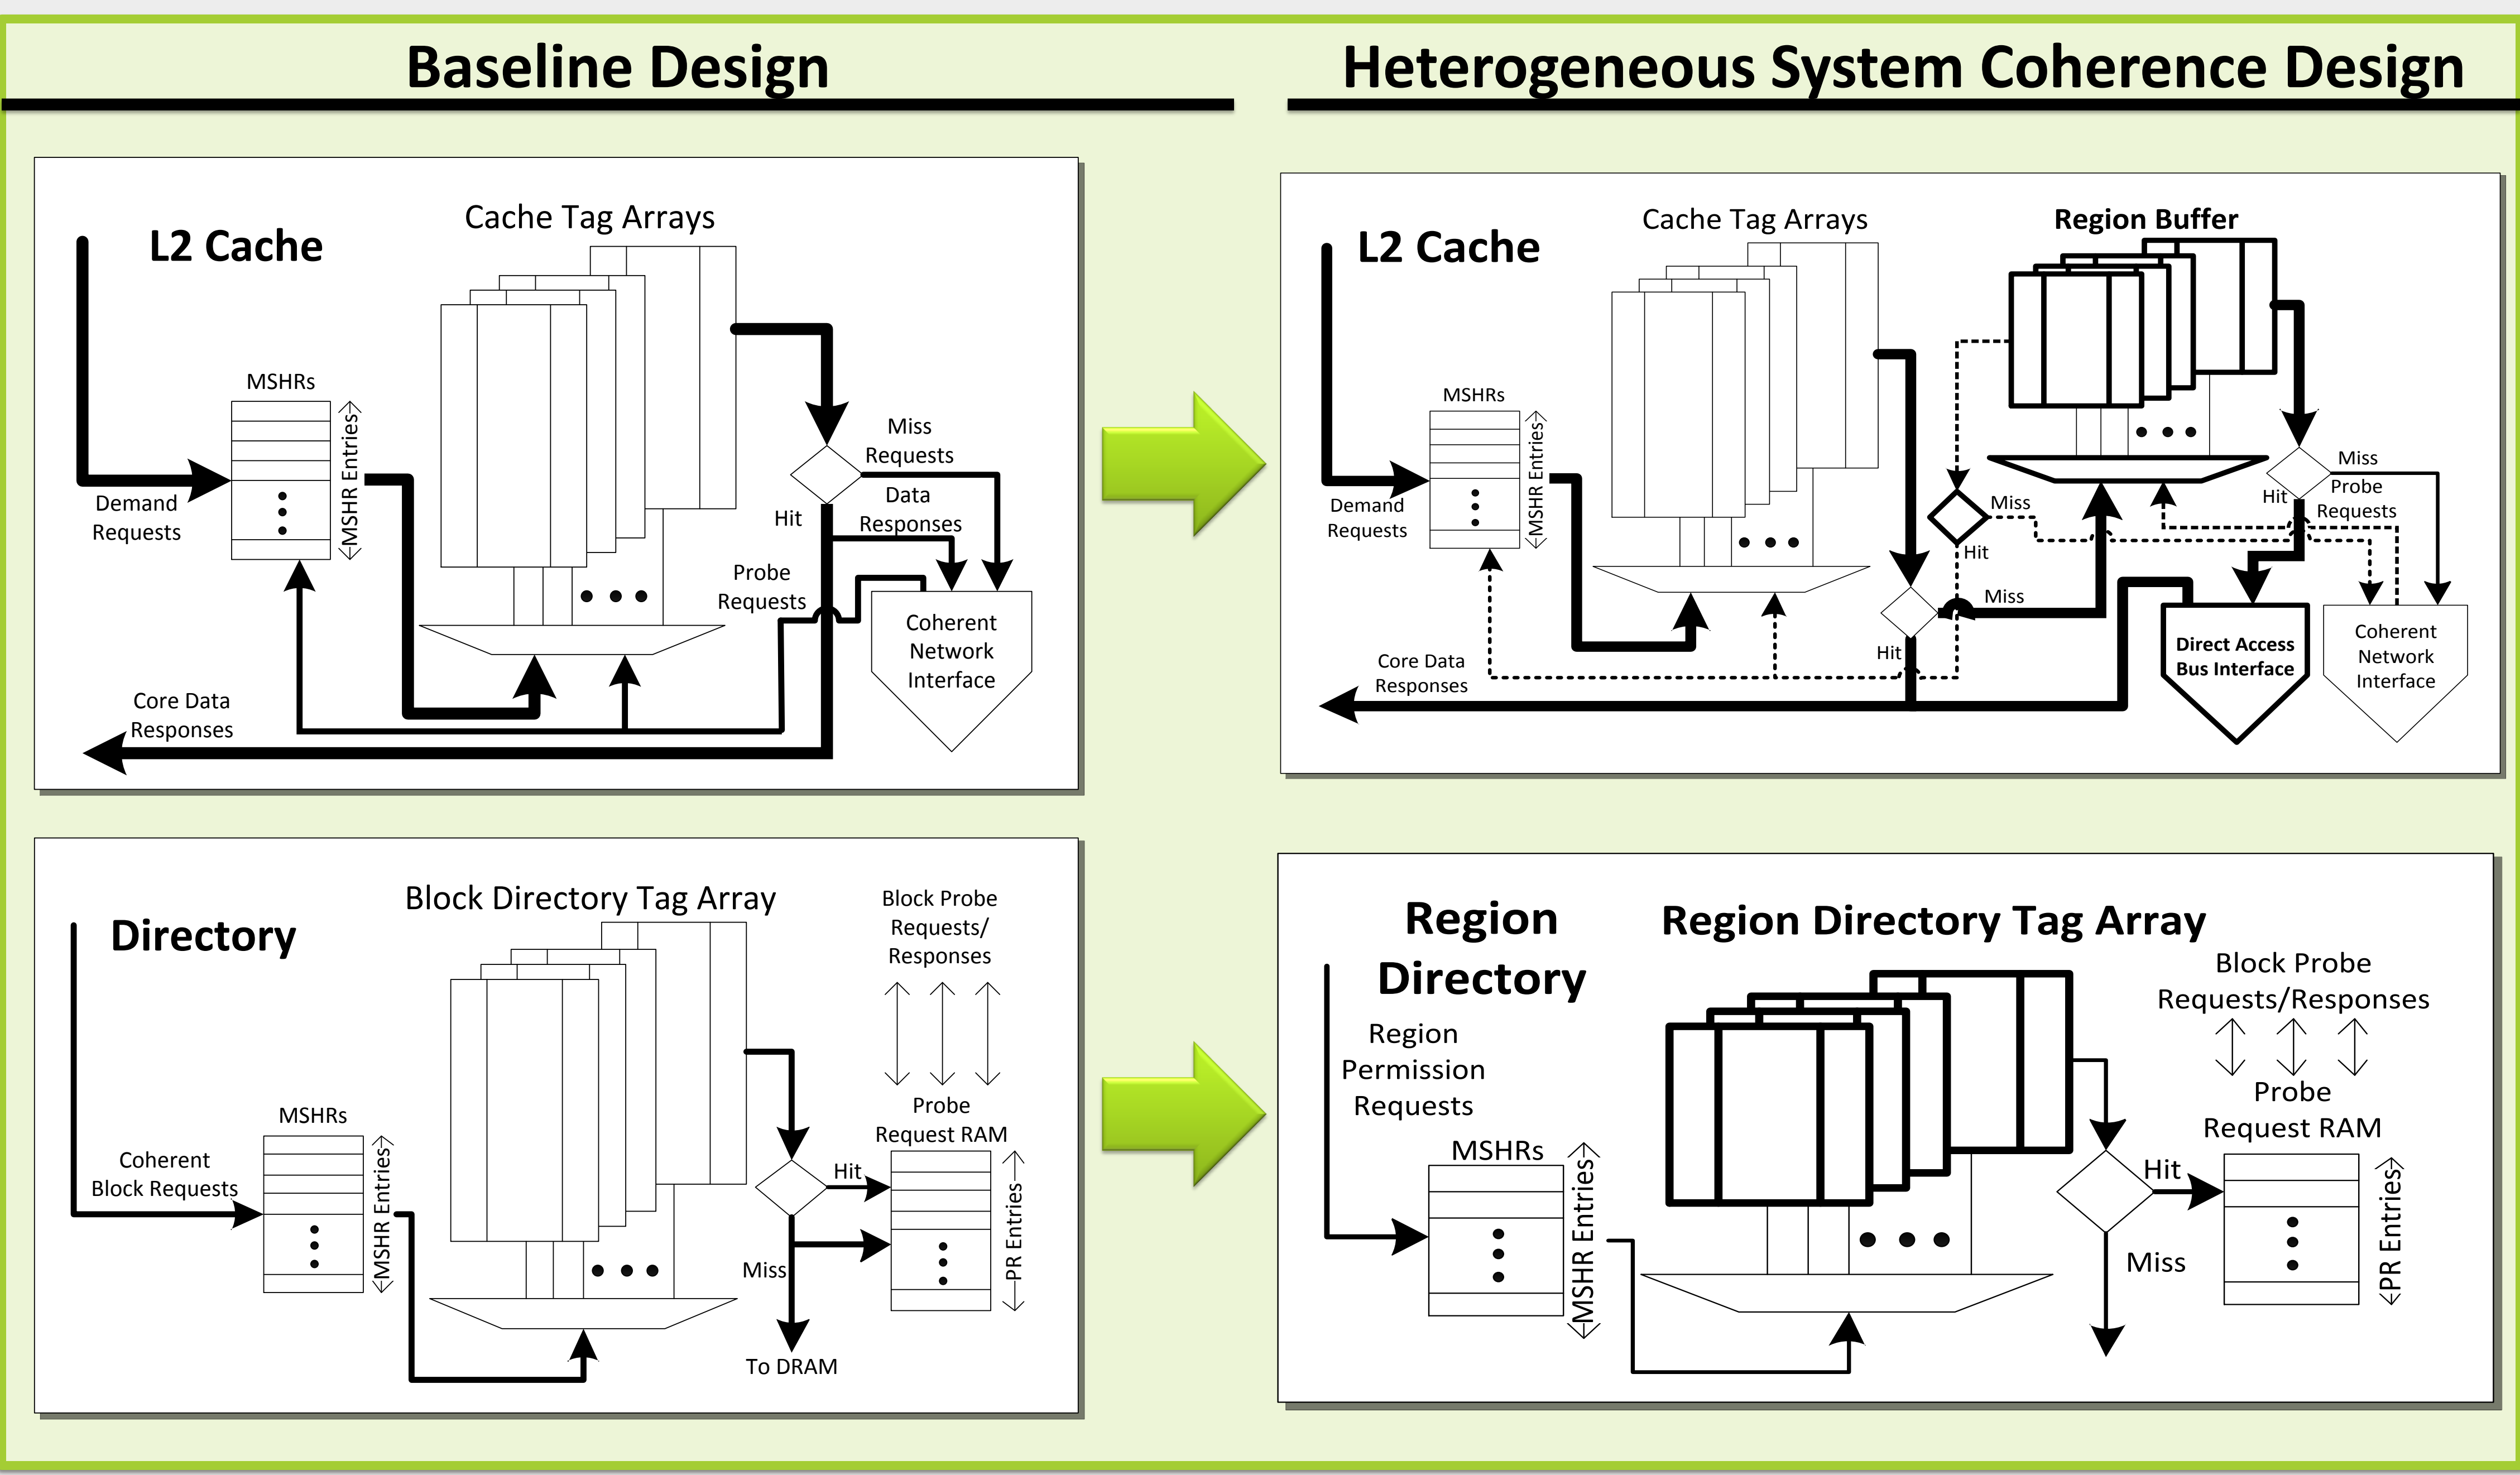 Baseline Design
Heterogeneous System Coherence Design
L2 Cache
Cache Tag Arrays
MSHRs
MSHR Entries
Demand
Requests
Miss
Requests
Data
Responses
Hit
Probe
Requests
Coherent
Network
Interface
Core Data
Responses
L2 Cache
Cache Tag Arrays
Region Buffer
MSHRs
MSHR Entries
Demand
Requests
Miss
Hit
Miss
Hit
Probe
Requests
Miss
Hit
Core Data
Responses
Direct Access
Bus Interface
Coherent
Network
Interface
Directory
Block Directory Tag Array
Block Probe
Requests/
Responses
MSHRs
MSHR Entries
Coherent
Block Requests
Probe
Request RAM
Hit
PR Entries
Miss
To DRAM
Region
Directory
Region Directory Tag Array
Region
Permission
Requests
Block Probe
Requests/Responses
Probe
Request RAM
MSHRs
MSHR Entries
Hit
Miss
PR Entries